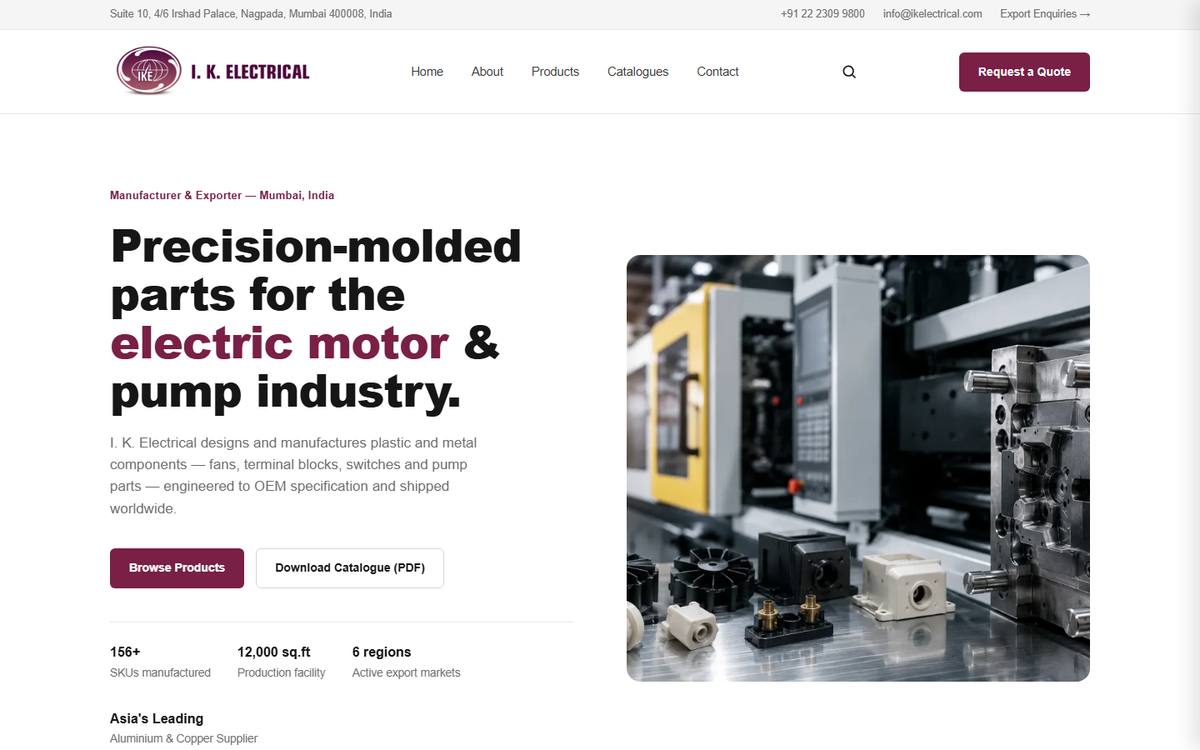 Suite 10, 4/6 Irshad Palace, Nagpada, Mumbai 400008, India
+91 22 2309 9800
info@ikelectrical.com
Export Enquiries →
IKE
I. K. ELECTRICAL
Home
About
Products
Catalogues
Contact
Request a Quote
Manufacturer & Exporter — Mumbai, India
Precision-molded
parts for the
electric motor &
pump industry.
I. K. Electrical designs and manufactures plastic and metal
components — fans, terminal blocks, switches and pump
parts — engineered to OEM specification and shipped
worldwide.
Browse Products
Download Catalogue (PDF)
156+
SKUs manufactured
12,000 sq.ft
Production facility
6 regions
Active export markets
Asia's Leading
Aluminium & Copper Supplier